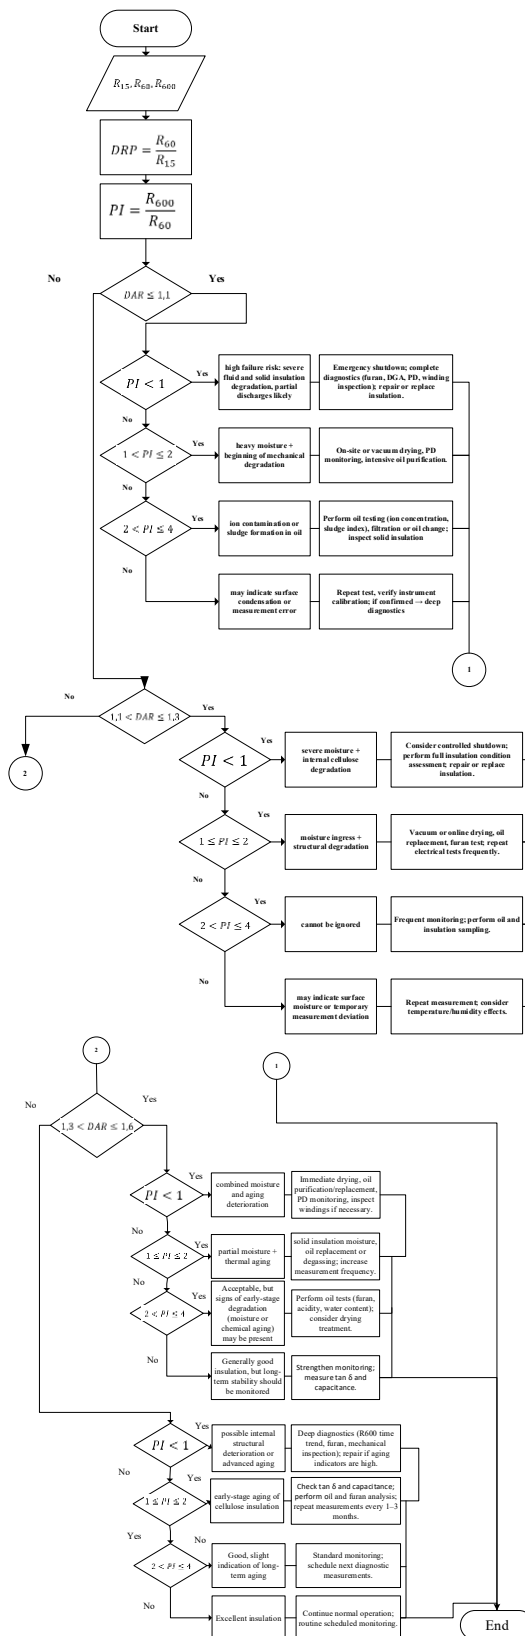 Start
R₁₅, R₆₀, R₆₀₀
DRP = R₆₀ / R₁₅
PI = R₆₀₀ / R₆₀
No
Yes
DAR ≤ 1,1
PI < 1
Yes
high failure risk: severe
fluid and solid insulation
degradation, partial
discharges likely
Emergency shutdown; complete
diagnostics (furan, DGA, PD, winding
inspection); repair or replace
insulation.
No
1 < PI ≤ 2
Yes
heavy moisture +
beginning of mechanical
degradation
On-site or vacuum drying, PD
monitoring, intensive oil purification.
No
2 < PI ≤ 4
Yes
ion contamination or
sludge formation in oil
Perform oil testing (ion concentration,
sludge index), filtration or oil change;
inspect solid insulation
No
may indicate surface
condensation or
measurement error
Repeat test, verify instrument
calibration; if confirmed → deep
diagnostics
1
No
Yes
1,1 < DAR ≤ 1,3
2
PI < 1
Yes
severe moisture +
internal cellulose
degradation
Consider controlled shutdown;
perform full insulation condition
assessment; repair or replace
insulation.
No
1 ≤ PI ≤ 2
Yes
moisture ingress +
structural degradation
Vacuum or online drying, oil
replacement, furan test; repeat
electrical tests frequently.
No
2 < PI ≤ 4
Yes
cannot be ignored
Frequent monitoring; perform oil and
insulation sampling.
No
may indicate surface
moisture or temporary
measurement deviation
Repeat measurement; consider
temperature/humidity effects.
2
1
No
Yes
1,3 < DAR ≤ 1,6
PI < 1
Yes
combined moisture
and aging
deterioration
Immediate drying, oil
purification/replacement,
PD monitoring, inspect
windings if necessary.
No
1 ≤ PI ≤ 2
Yes
partial moisture +
thermal aging
solid insulation moisture,
oil replacement or
degassing; increase
measurement frequency.
No
2 < PI ≤ 4
Yes
Acceptable, but
signs of early-stage
degradation
(moisture or
chemical aging)
may be present
Perform oil tests (furan,
acidity, water content);
consider drying
treatment.
No
Generally good
insulation, but long-
term stability should
be monitored
Strengthen monitoring;
measure tan δ and
capacitance.
PI < 1
Yes
possible internal
structural
deterioration or
advanced aging
Deep diagnostics (R600 time
trend, furan, mechanical
inspection); repair if aging
indicators are high.
No
1 ≤ PI ≤ 2
Yes
early-stage aging of
cellulose insulation
Check tan δ and capacitance;
perform oil and furan analysis;
repeat measurements every 1–3
months.
Yes
No
2 < PI ≤ 4
Good, slight
indication of long-
term aging
Standard monitoring;
schedule next diagnostic
measurements.
No
Excellent insulation
Continue normal operation;
routine scheduled monitoring.
End